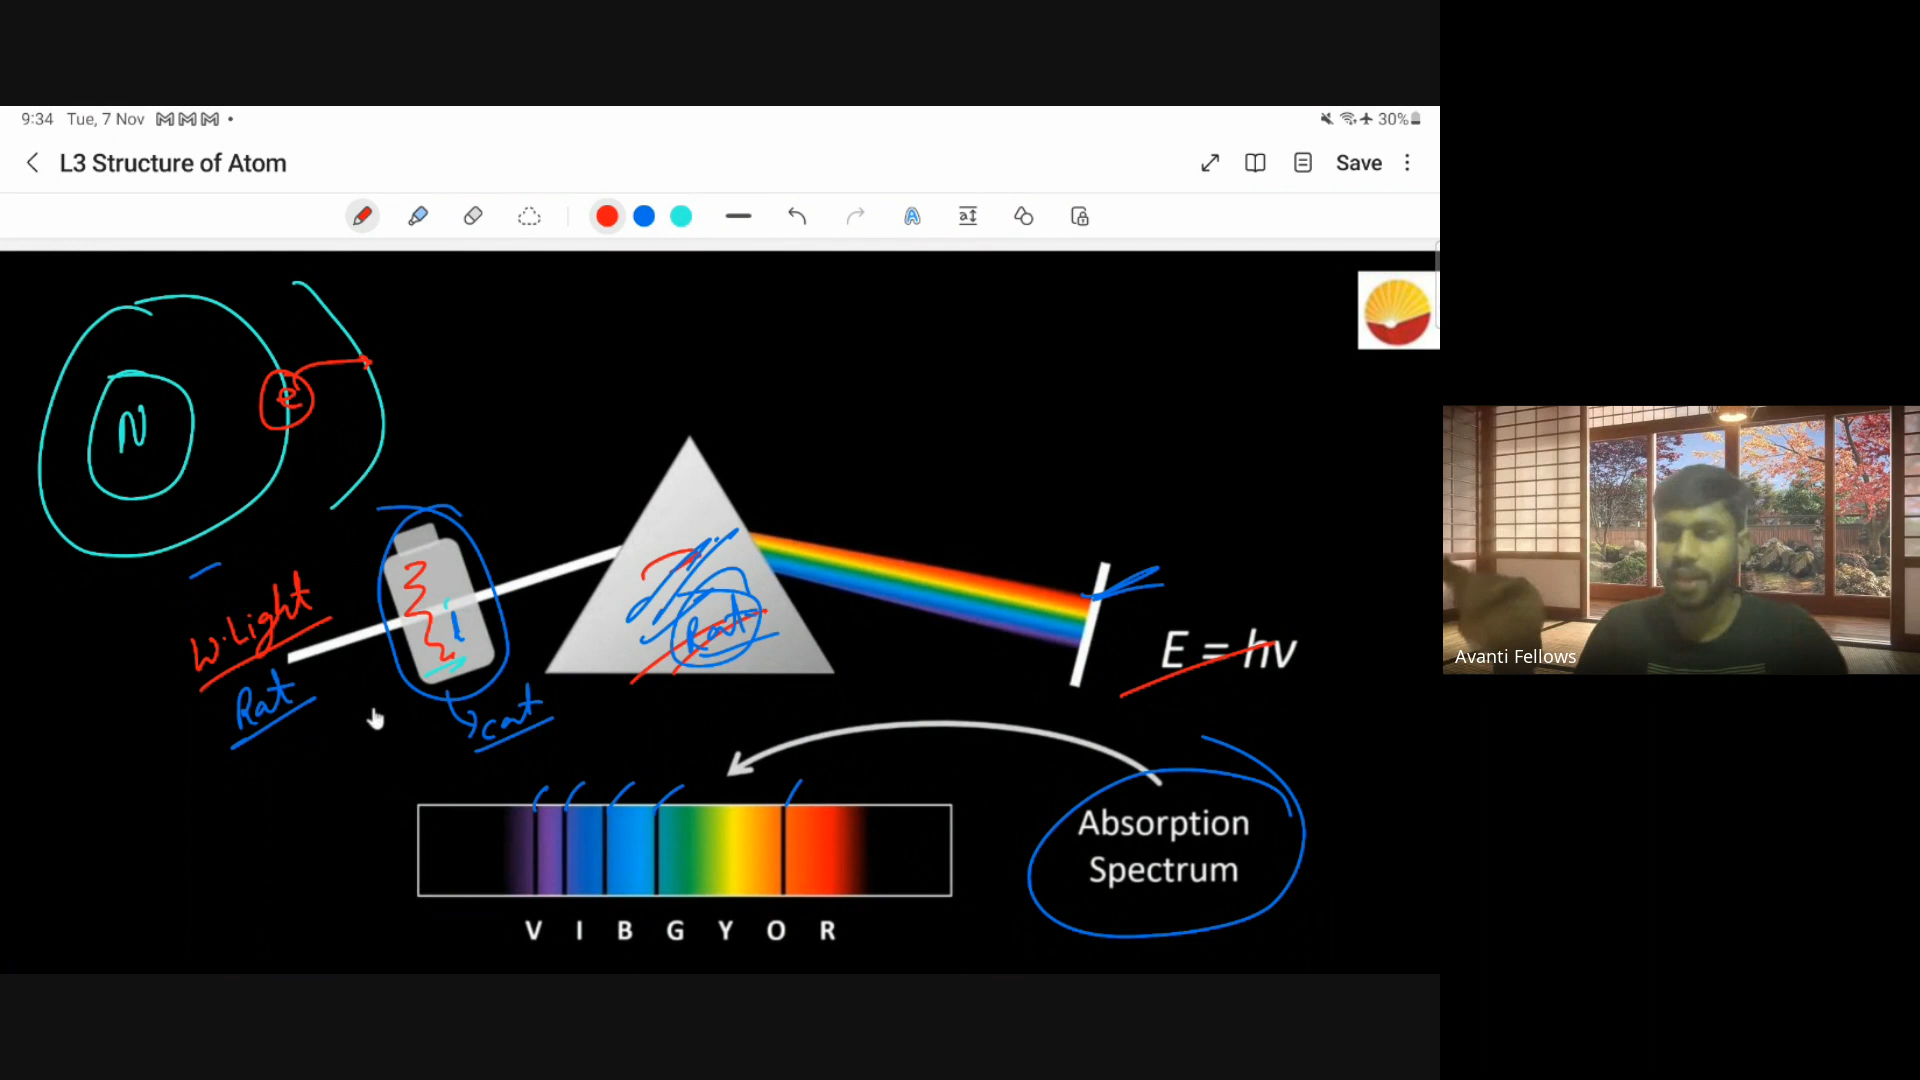 9:34 Tue, 7 Nov
30%
L3 Structure of Atom
Save
N
e
W.Light
Rat
cat
Rat
E = hν
Absorption
Spectrum
V I B G Y O R
Avanti Fellows